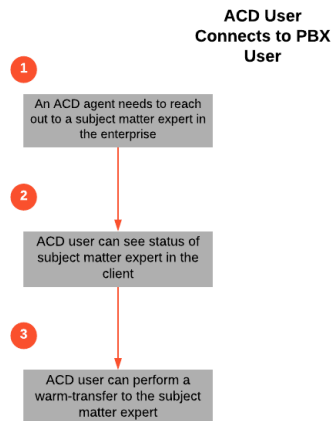 ACD User
Connects to PBX
User
1
An ACD agent needs to reach
out to a subject matter expert in
the enterprise
2
ACD user can see status of
subject matter expert in the
client
3
ACD user can perform a
warm-transfer to the subject
matter expert